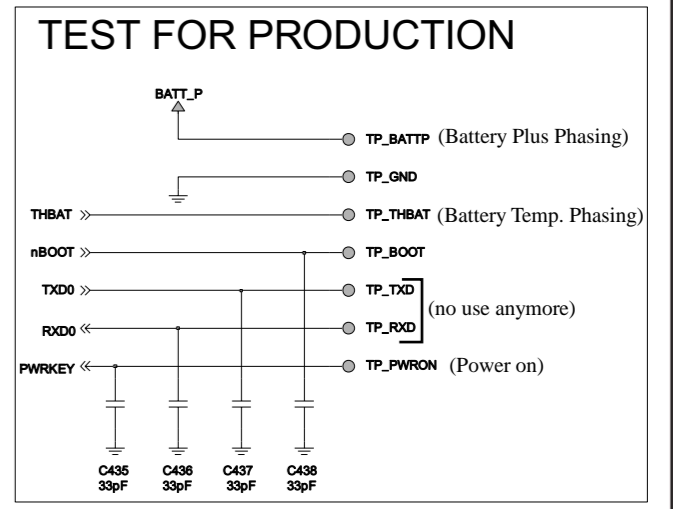 TEST FOR PRODUCTION
BATT_P
TP_BATTP (Battery Plus Phasing)
TP_GND
THBAT TP_THBAT (Battery Temp. Phasing)
nBOOT TP_BOOT
TXD0 TP_TXD
(no use anymore)
RXD0 TP_RXD
PWRKEY TP_PWRON (Power on)
C435 C436 C437 C438
33pF 33pF 33pF 33pF